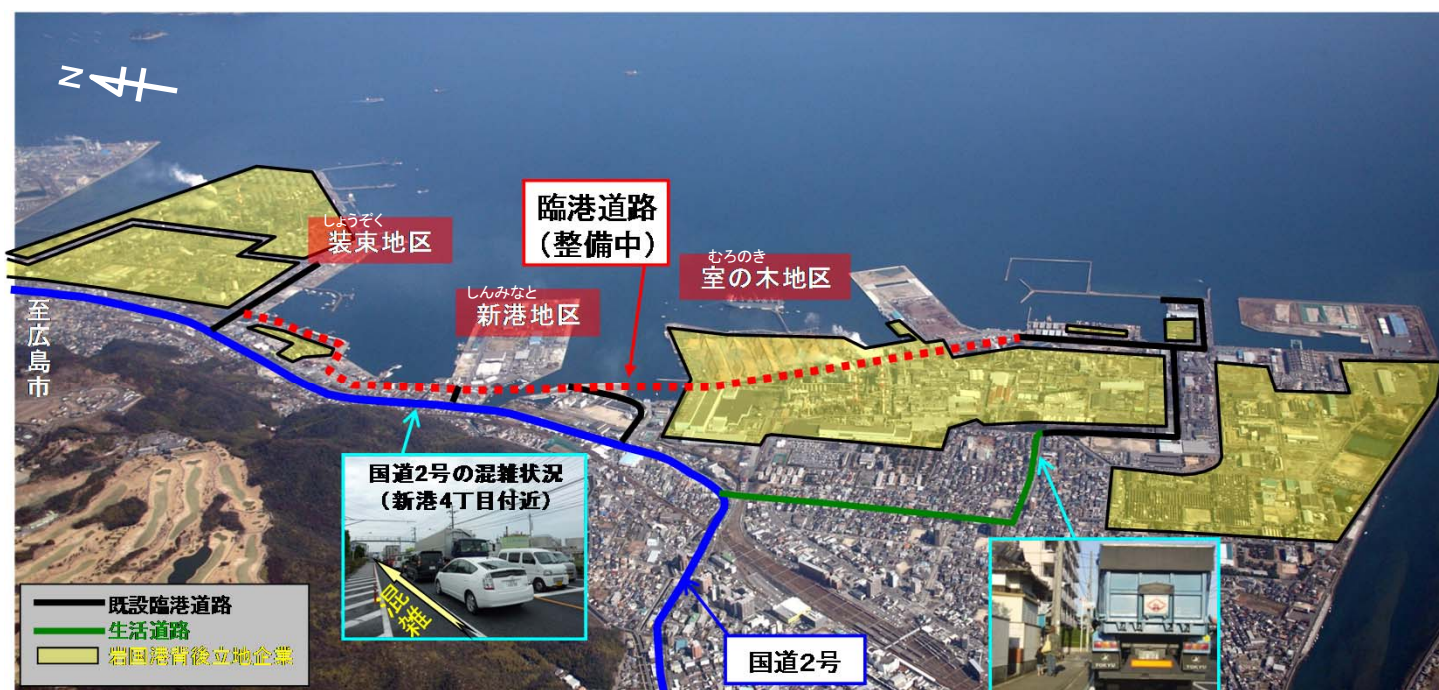 N
しょうぞく
装束地区
臨港道路
(整備中)
むろのき
室の木地区
しんみなと
新港地区
至広島市
国道2号の混雑状況
(新港4丁目付近)
混雑
国道2号
既設臨港道路
生活道路
岩国港背後立地企業